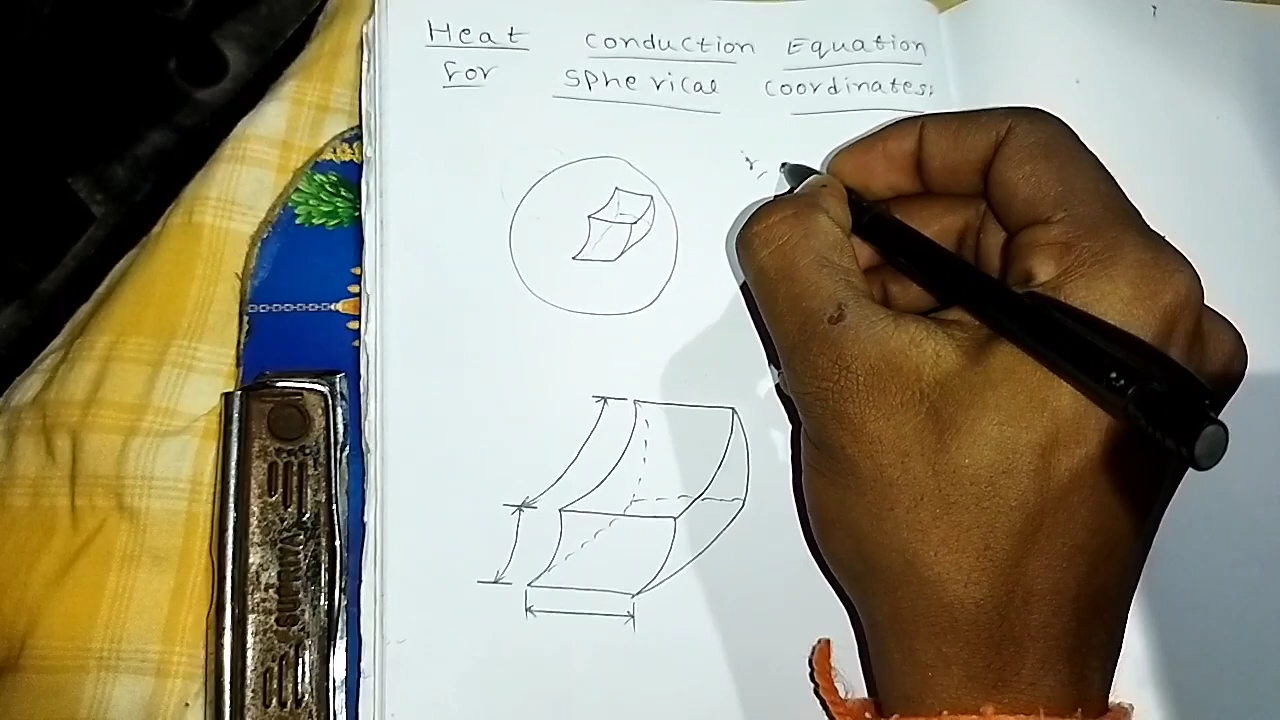 Heat conduction Equation
for spherical coordinates;
r,